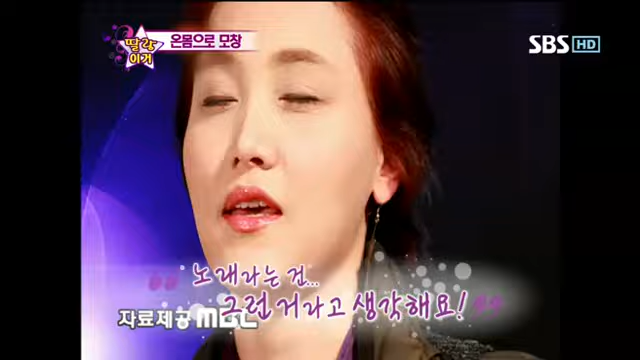 딸랑
이거
온몸으로 모창
SBS HD
노래라는 건...
그런 거라고 생각해요!
자료제공 MBC